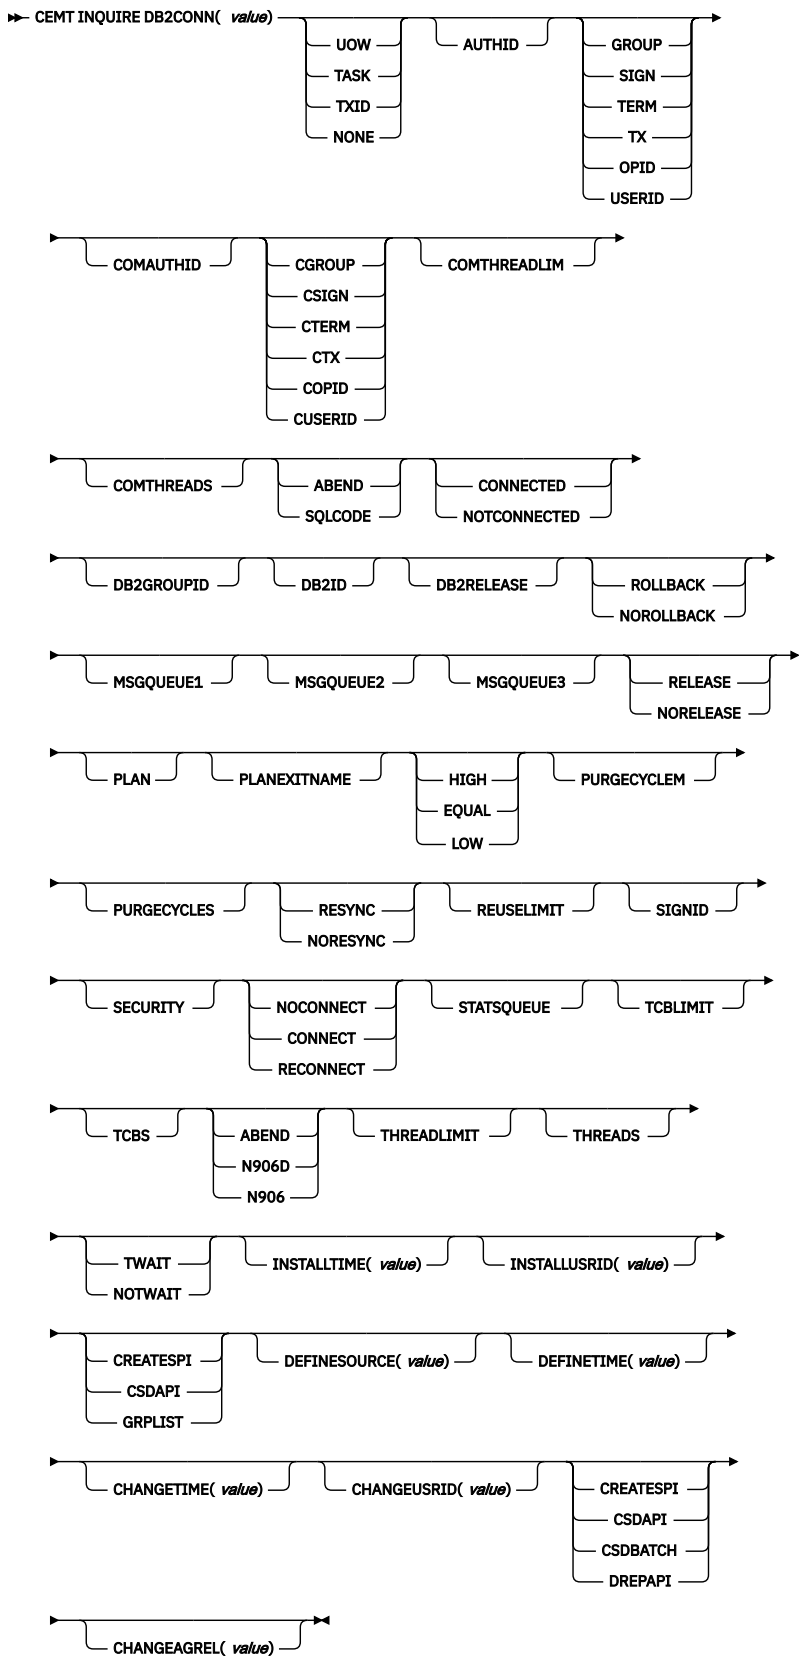 CEMT INQUIRE DB2CONN( value)
UOW
TASK
TXID
NONE
AUTHID
GROUP
SIGN
TERM
TX
OPID
USERID
COMAUTHID
CGROUP
CSIGN
CTERM
CTX
COPID
CUSERID
COMTHREADLIM
COMTHREADS
ABEND
SQLCODE
CONNECTED
NOTCONNECTED
DB2GROUPID
DB2ID
DB2RELEASE
ROLLBACK
NOROLLBACK
MSGQUEUE1
MSGQUEUE2
MSGQUEUE3
RELEASE
NORELEASE
PLAN
PLANEXITNAME
HIGH
EQUAL
LOW
PURGECYCLEM
PURGECYCLES
RESYNC
NORESYNC
REUSELIMIT
SIGNID
SECURITY
NOCONNECT
CONNECT
RECONNECT
STATSQUEUE
TCBLIMIT
TCBS
ABEND
N906D
N906
THREADLIMIT
THREADS
TWAIT
NOTWAIT
INSTALLTIME( value)
INSTALLUSRID( value)
CREATESPI
CSDAPI
GRPLIST
DEFINESOURCE( value)
DEFINETIME( value)
CHANGETIME( value)
CHANGEUSRID( value)
CREATESPI
CSDAPI
CSDBATCH
DREPAPI
CHANGEAGREL( value)